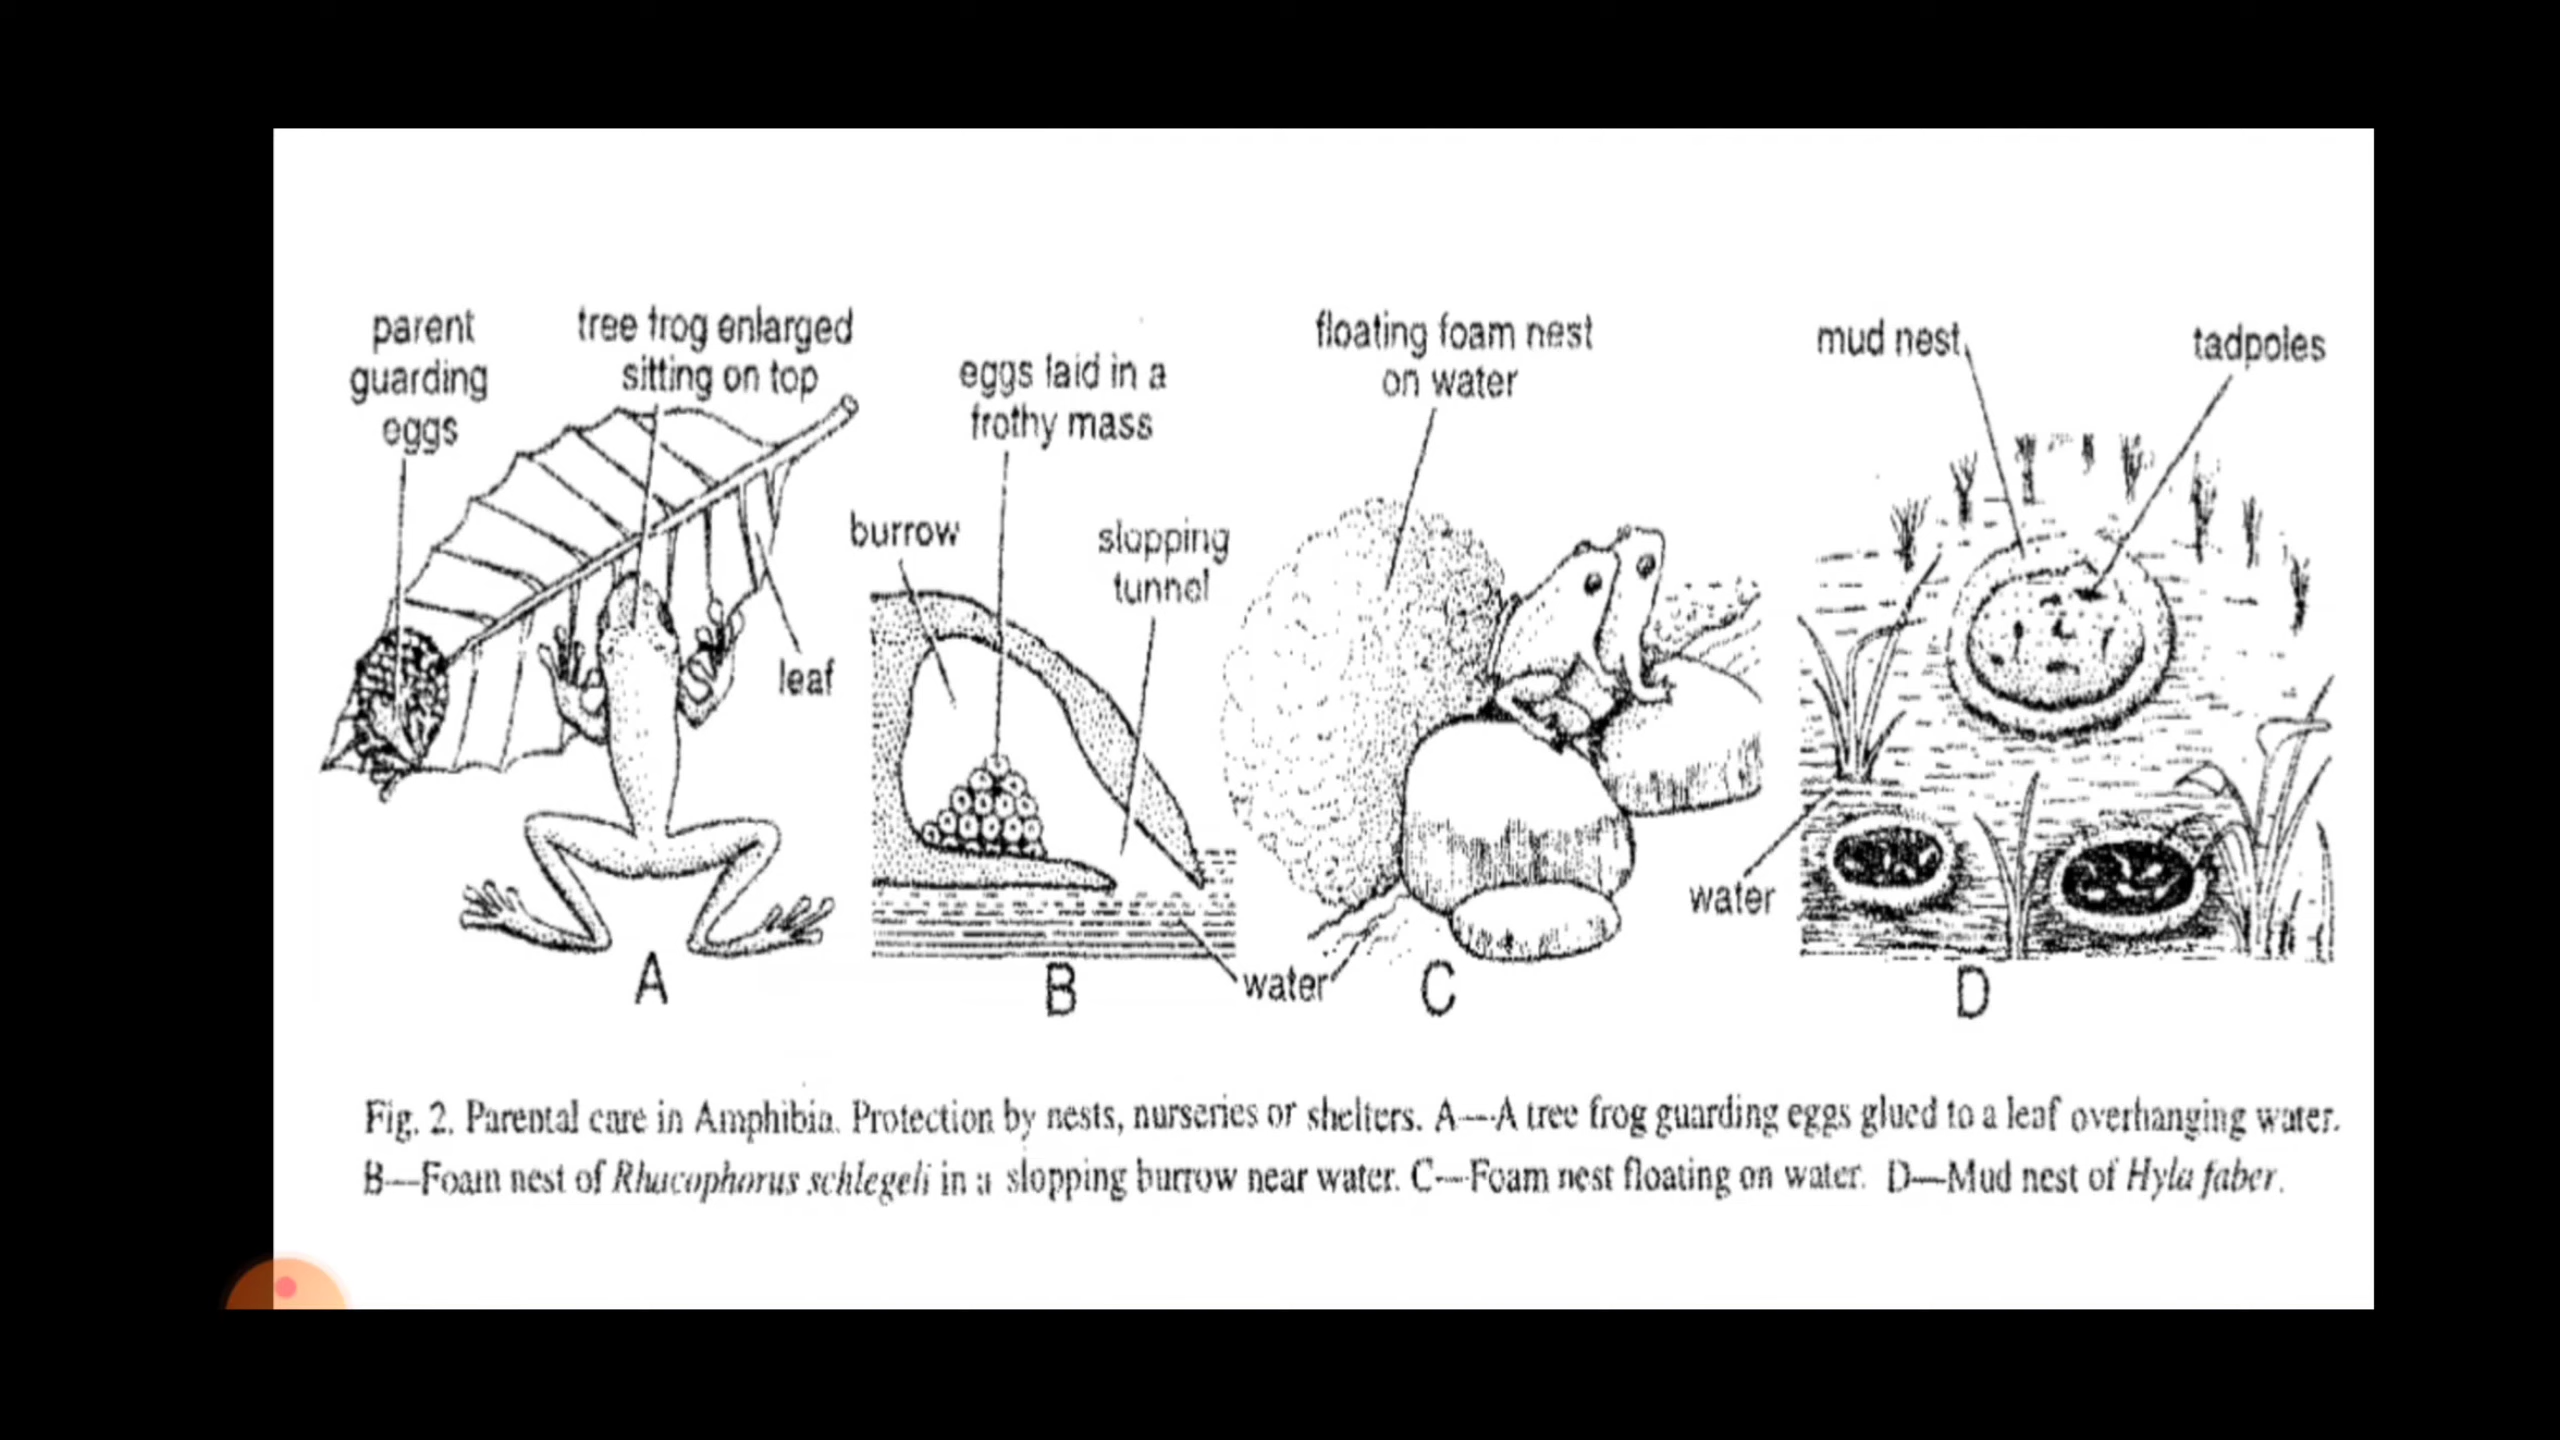 parent
guarding
eggs
tree frog enlarged
sitting on top
leaf
A
burrow
eggs laid in a
frothy mass
slopping
tunnel
B
water
floating foam nest
on water
C
mud nest
tadpoles
water
D
Fig. 2. Parental care in Amphibia. Protection by nests, nurseries or shelters. A—A tree frog guarding eggs glued to a leaf overhanging water.
B—Foam nest of Rhacophorus schlegeli in a slopping burrow near water. C—Foam nest floating on water. D—Mud nest of Hyla faber.